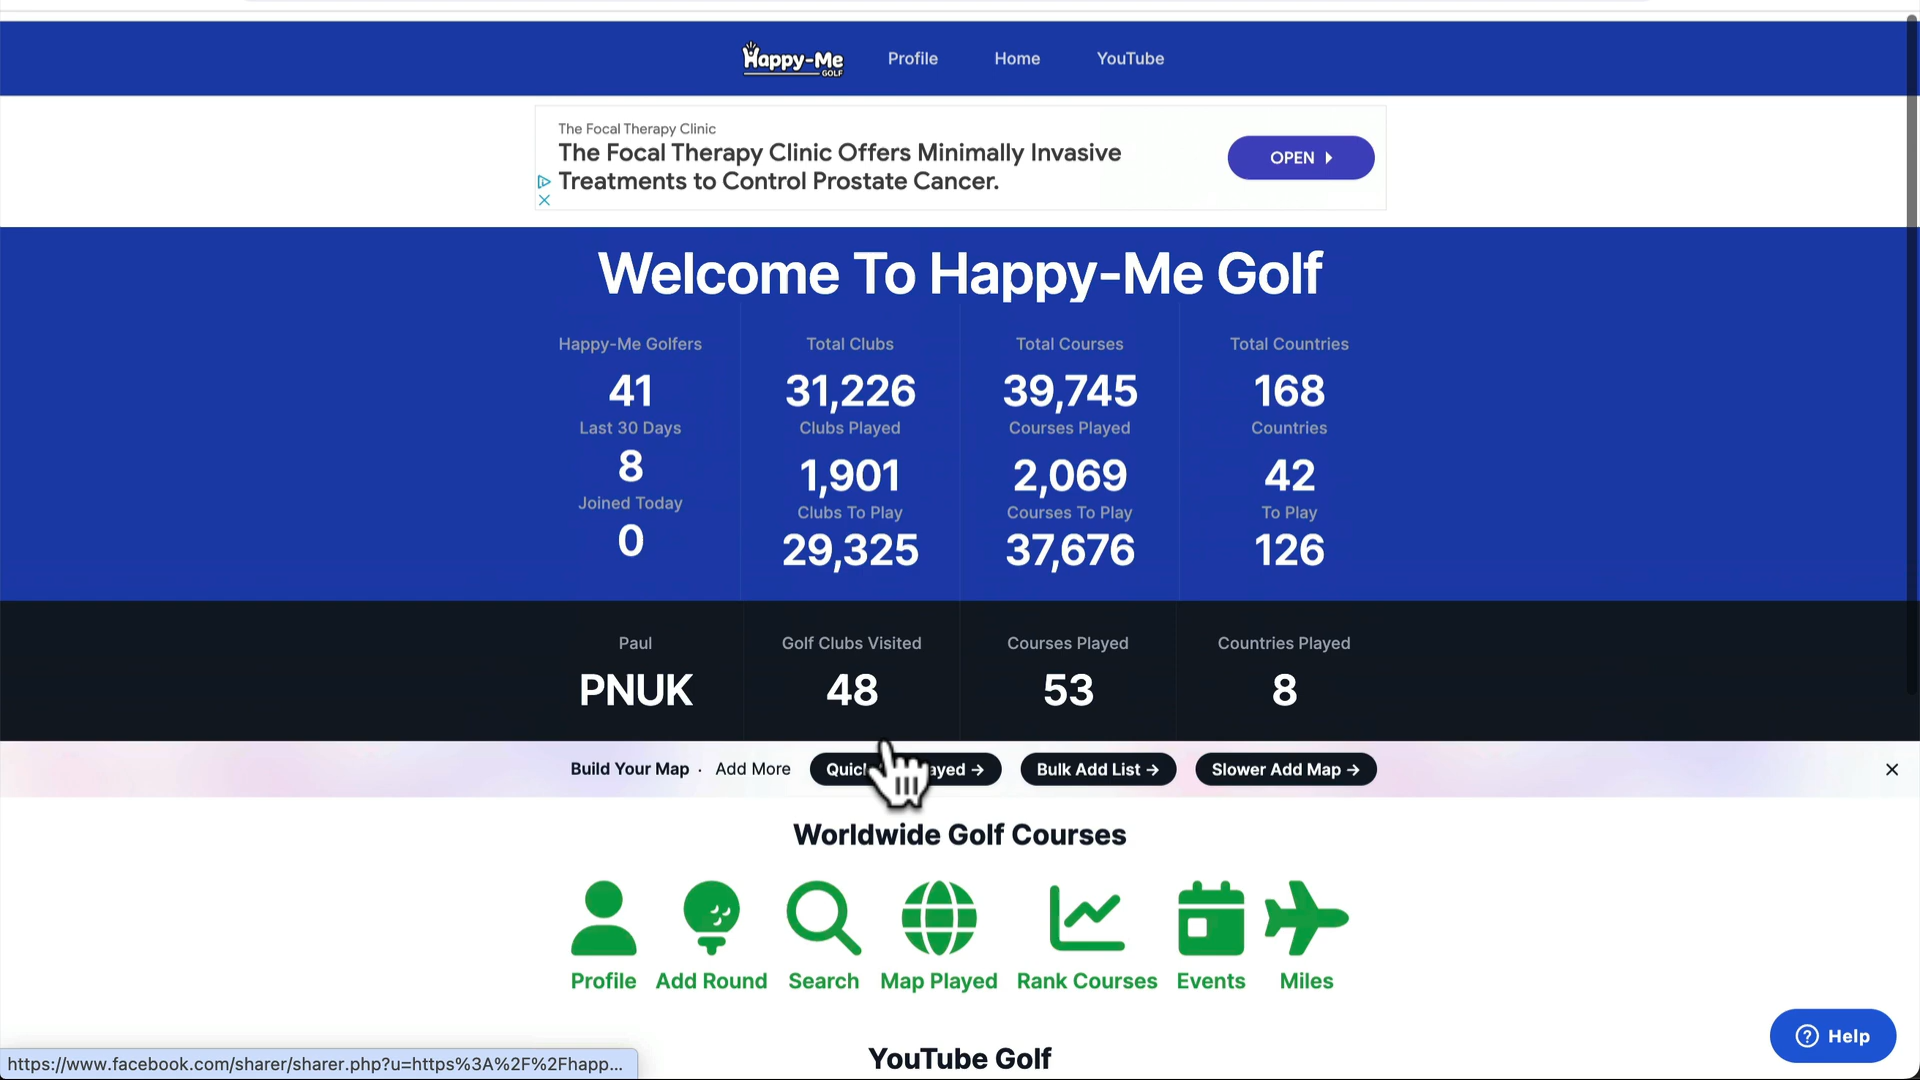 Happy-Me
GOLF
Profile
Home
YouTube
The Focal Therapy Clinic
The Focal Therapy Clinic Offers Minimally Invasive
Treatments to Control Prostate Cancer.
OPEN
Welcome To Happy-Me Golf
Happy-Me Golfers
41
Last 30 Days
8
Joined Today
0
Total Clubs
31,226
Clubs Played
1,901
Clubs To Play
29,325
Total Courses
39,745
Courses Played
2,069
Courses To Play
37,676
Total Countries
168
Countries
42
To Play
126
Paul
PNUK
Golf Clubs Visited
48
Courses Played
53
Countries Played
8
Build Your Map · Add More
Bulk Add List →
Slower Add Map →
Worldwide Golf Courses
Profile
Add Round
Search
Map Played
Rank Courses
Events
Miles
YouTube Golf
Help
https://www.facebook.com/sharer/sharer.php?u=https%3A%2F%2Fhapp...